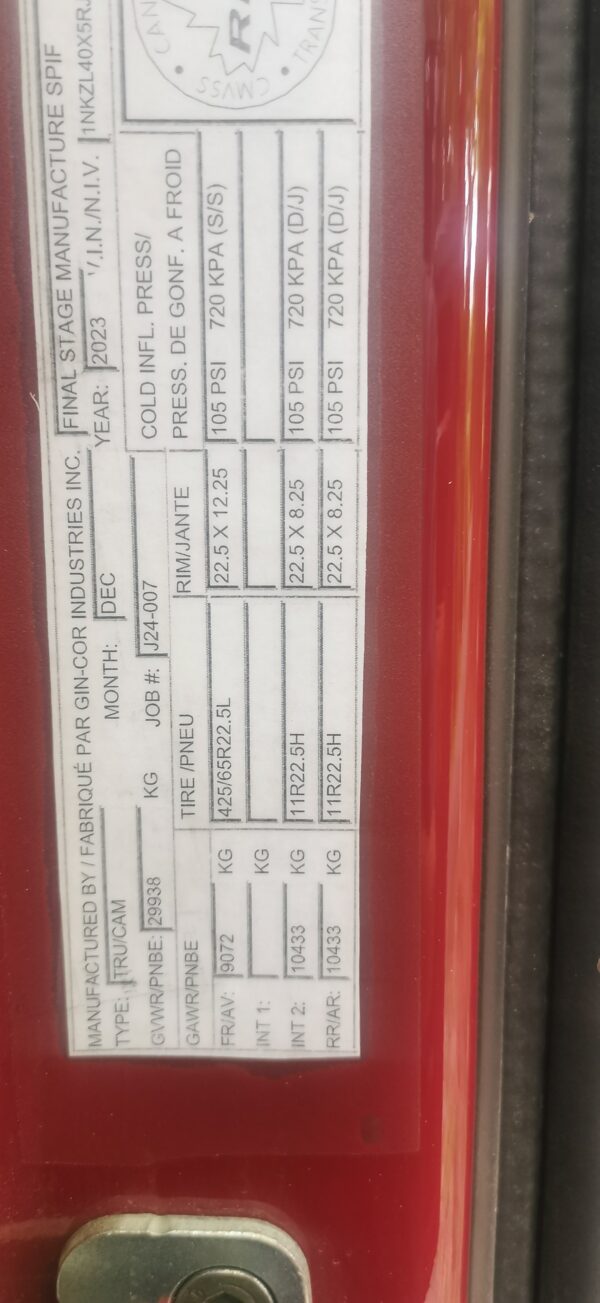 MANUFACTURED BY / FABRIQUÉ PAR GIN-COR INDUSTRIES INC. FINAL STAGE MANUFACTURE SPIF
TYPE: TRU/CAM MONTH: DEC YEAR: 2023 V.I.N./N.I.V. 1NKZL40X5RJ
GVWR/PNBE: 29938 KG JOB #: J24-007
GAWR/PNBE TIRE /PNEU RIM/JANTE COLD INFL. PRESS/
PRESS. DE GONF. A FROID
FR/AV: 9072 KG 425/65R22.5L 22.5 X 12.25 105 PSI 720 KPA (S/S)
INT 1: KG
INT 2: 10433 KG 11R22.5H 22.5 X 8.25 105 PSI 720 KPA (D/J)
RR/AR: 10433 KG 11R22.5H 22.5 X 8.25 105 PSI 720 KPA (D/J)
CMVSS